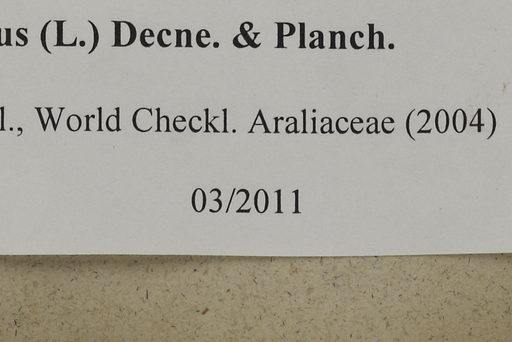 us (L.) Decne. & Planch.
l., World Checkl. Araliaceae (2004)
03/2011